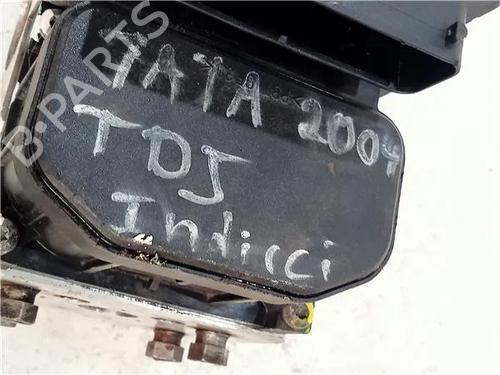 B-PARTS
TATA 2004
TDJ
Indicci